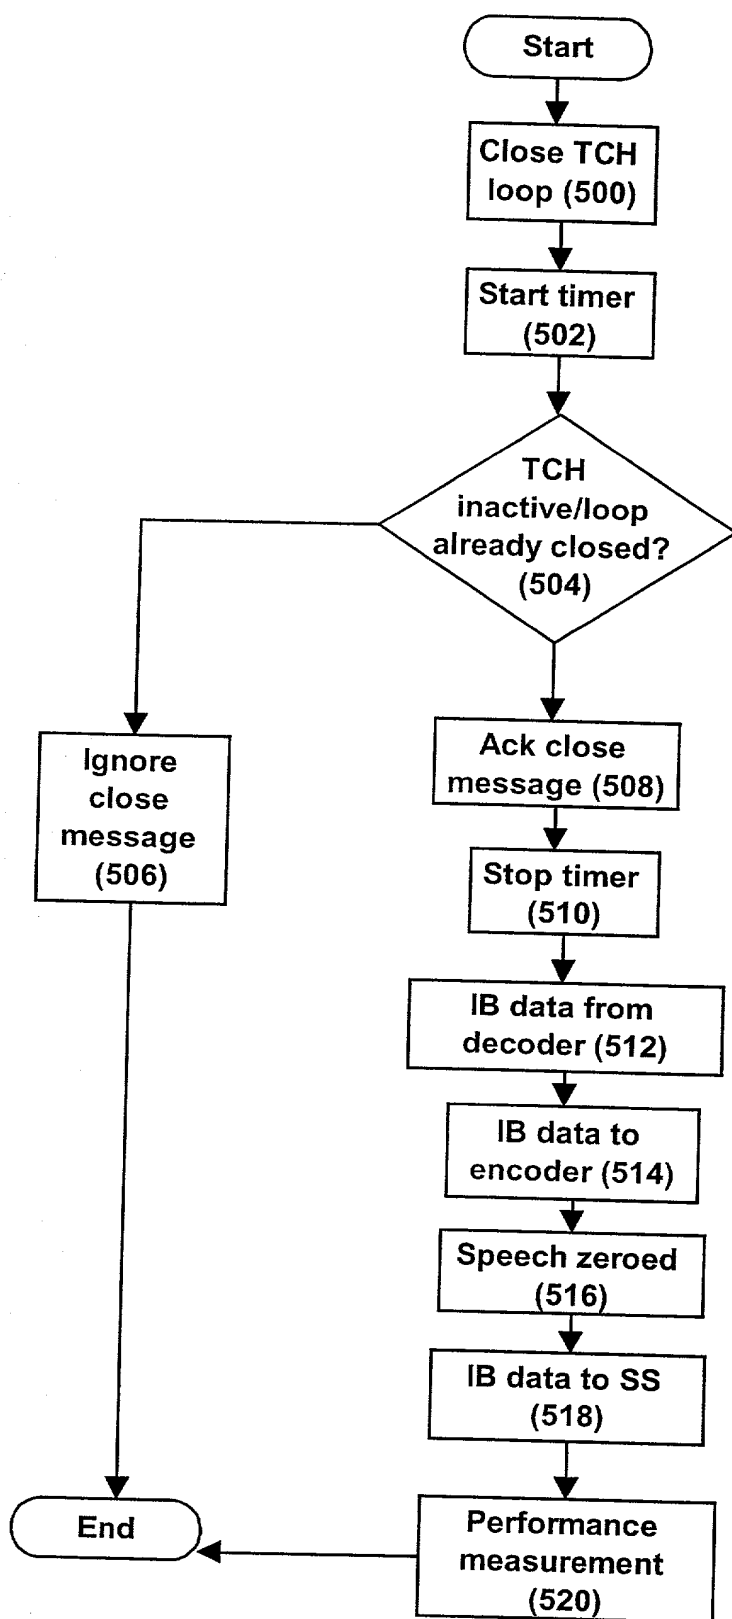 Start
Close TCH
loop (500)
Start timer
(502)
TCH
inactive/loop
already closed?
(504)
Ignore
close
message
(506)
Ack close
message (508)
Stop timer
(510)
IB data from
decoder (512)
IB data to
encoder (514)
Speech zeroed
(516)
IB data to SS
(518)
Performance
measurement
(520)
End